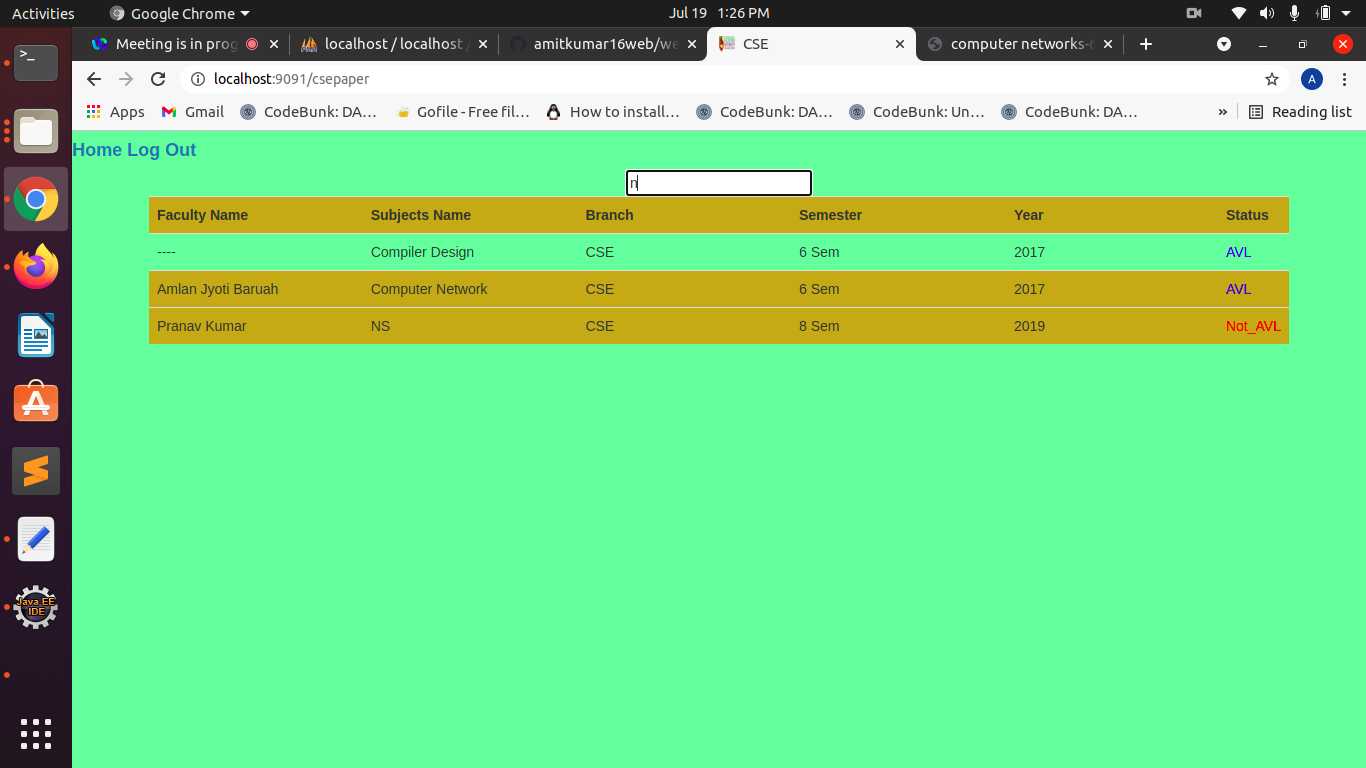 Activities Google Chrome Jul 19 1:26 PM
Meeting is in prog localhost / localhost / amitkumar16web/we CSE computer networks-6
localhost:9091/csepaper A
Apps Gmail CodeBunk: DA… Gofile - Free fil… How to install… CodeBunk: DA… CodeBunk: Un… CodeBunk: DA… » Reading list
Home Log Out
n
Faculty Name Subjects Name Branch Semester Year Status
---- Compiler Design CSE 6 Sem 2017 AVL
Amlan Jyoti Baruah Computer Network CSE 6 Sem 2017 AVL
Pranav Kumar NS CSE 8 Sem 2019 Not_AVL
Java EE
IDE